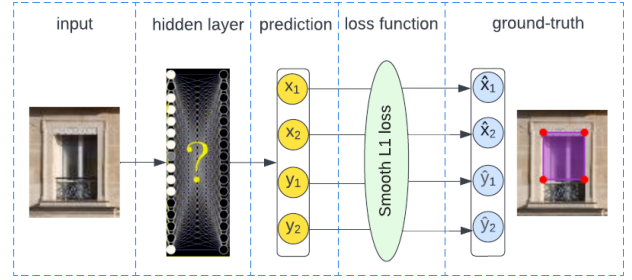 input
hidden layer
prediction
loss function
ground-truth
?
x₁
x₂
y₁
y₂
Smooth L1 loss
x̂₁
x̂₂
ŷ₁
ŷ₂